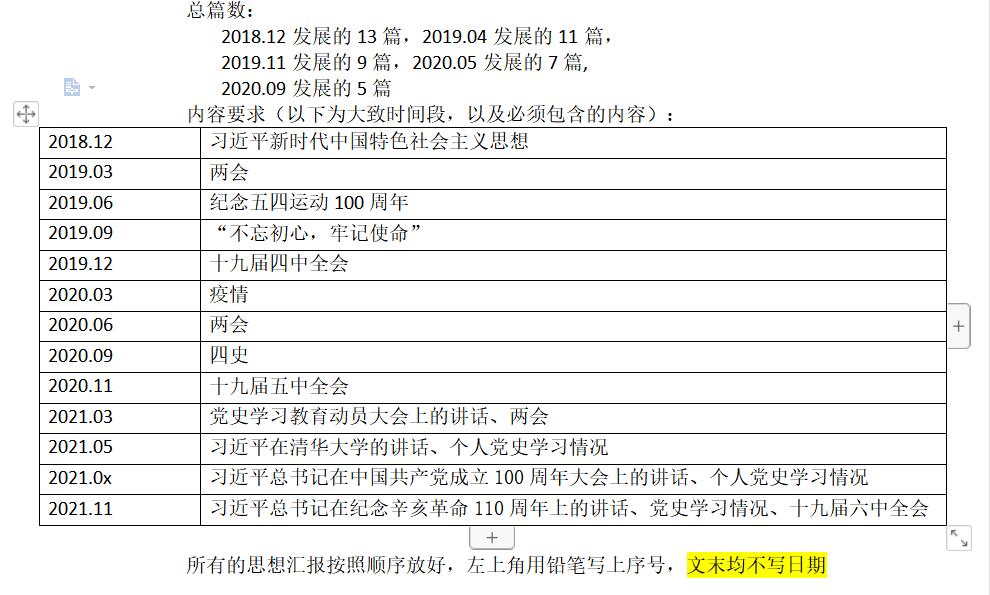 总篇数：
2018.12 发展的 13 篇，2019.04 发展的 11 篇，
2019.11 发展的 9 篇，2020.05 发展的 7 篇,
2020.09 发展的 5 篇
内容要求（以下为大致时间段，以及必须包含的内容）：
2018.12 习近平新时代中国特色社会主义思想
2019.03 两会
2019.06 纪念五四运动 100 周年
2019.09 “不忘初心，牢记使命”
2019.12 十九届四中全会
2020.03 疫情
2020.06 两会
2020.09 四史
2020.11 十九届五中全会
2021.03 党史学习教育动员大会上的讲话、两会
2021.05 习近平在清华大学的讲话、个人党史学习情况
2021.0x 习近平总书记在中国共产党成立 100 周年大会上的讲话、个人党史学习情况
2021.11 习近平总书记在纪念辛亥革命 110 周年上的讲话、党史学习情况、十九届六中全会
所有的思想汇报按照顺序放好，左上角用铅笔写上序号，文末均不写日期